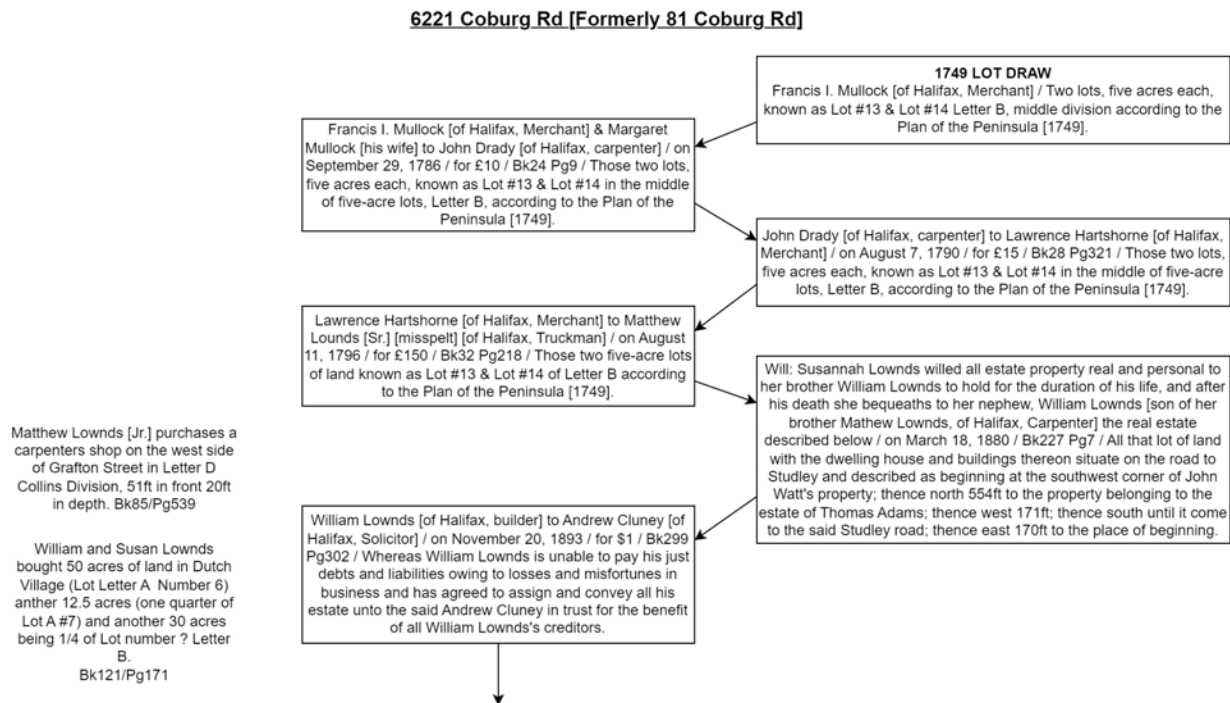 6221 Coburg Rd [Formerly 81 Coburg Rd]
1749 LOT DRAW
Francis I. Mullock [of Halifax, Merchant] / Two lots, five acres each,
known as Lot #13 & Lot #14 Letter B, middle division according to the
Plan of the Peninsula [1749].
Francis I. Mullock [of Halifax, Merchant] & Margaret
Mullock [his wife] to John Drady [of Halifax, carpenter] / on
September 29, 1786 / for £10 / Bk24 Pg9 / Those two lots,
five acres each, known as Lot #13 & Lot #14 in the middle
of five-acre lots, Letter B, according to the Plan of the
Peninsula [1749].
John Drady [of Halifax, carpenter] to Lawrence Hartshorne [of Halifax,
Merchant] / on August 7, 1790 / for £15 / Bk28 Pg321 / Those two lots,
five acres each, known as Lot #13 & Lot #14 in the middle of five-acre
lots, Letter B, according to the Plan of the Peninsula [1749].
Lawrence Hartshorne [of Halifax, Merchant] to Matthew
Lounds [Sr.] [misspelt] [of Halifax, Truckman] / on August
11, 1796 / for £150 / Bk32 Pg218 / Those two five-acre lots
of land known as Lot #13 & Lot #14 of Letter B according
to the Plan of the Peninsula [1749].
Will: Susannah Lownds willed all estate property real and personal to
her brother William Lownds to hold for the duration of his life, and after
his death she bequeaths to her nephew, William Lownds [son of her
brother Mathew Lownds, of Halifax, Carpenter] the real estate
described below / on March 18, 1880 / Bk227 Pg7 / All that lot of land
with the dwelling house and buildings thereon situate on the road to
Studley and described as beginning at the southwest corner of John
Watt's property; thence north 554ft to the property belonging to the
estate of Thomas Adams; thence west 171ft; thence south until it come
to the said Studley road; thence east 170ft to the place of beginning.
Matthew Lownds [Jr.] purchases a
carpenters shop on the west side
of Grafton Street in Letter D
Collins Division, 51ft in front 20ft
in depth. Bk85/Pg539
William and Susan Lownds
bought 50 acres of land in Dutch
Village (Lot Letter A Number 6)
anther 12.5 acres (one quarter of
Lot A #7) and another 30 acres
being 1/4 of Lot number ? Letter
B.
Bk121/Pg171
William Lownds [of Halifax, builder] to Andrew Cluney [of
Halifax, Solicitor] / on November 20, 1893 / for $1 / Bk299
Pg302 / Whereas William Lownds is unable to pay his just
debts and liabilities owing to losses and misfortunes in
business and has agreed to assign and convey all his
estate unto the said Andrew Cluney in trust for the benefit
of all William Lownds's creditors.